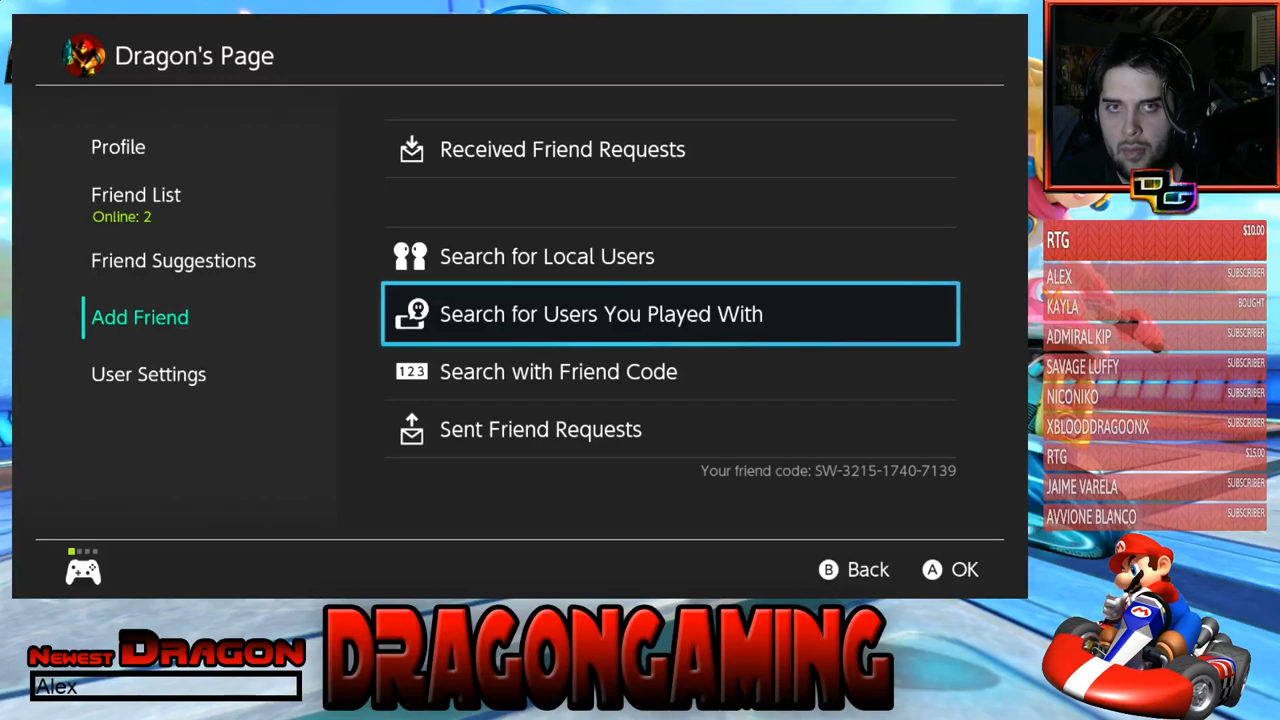 Dragon's Page
Profile
Friend List
Online: 2
Friend Suggestions
Add Friend
User Settings
Received Friend Requests
Search for Local Users
Search for Users You Played With
123 Search with Friend Code
Sent Friend Requests
Your friend code: SW-3215-1740-7139
B Back A OK
DG
RTG $10.00
ALEX SUBSCRIBER
KAYLA BOUGHT
ADMIRAL KIP SUBSCRIBER
SAVAGE LUFFY SUBSCRIBER
NICONIKO SUBSCRIBER
XBLOODDRAGOONX SUBSCRIBER
RTG $15.00
JAIME VARELA SUBSCRIBER
AVVIONE BLANCO SUBSCRIBER
NEWEST DRAGON
Alex
DRAGONGAMING
M
M